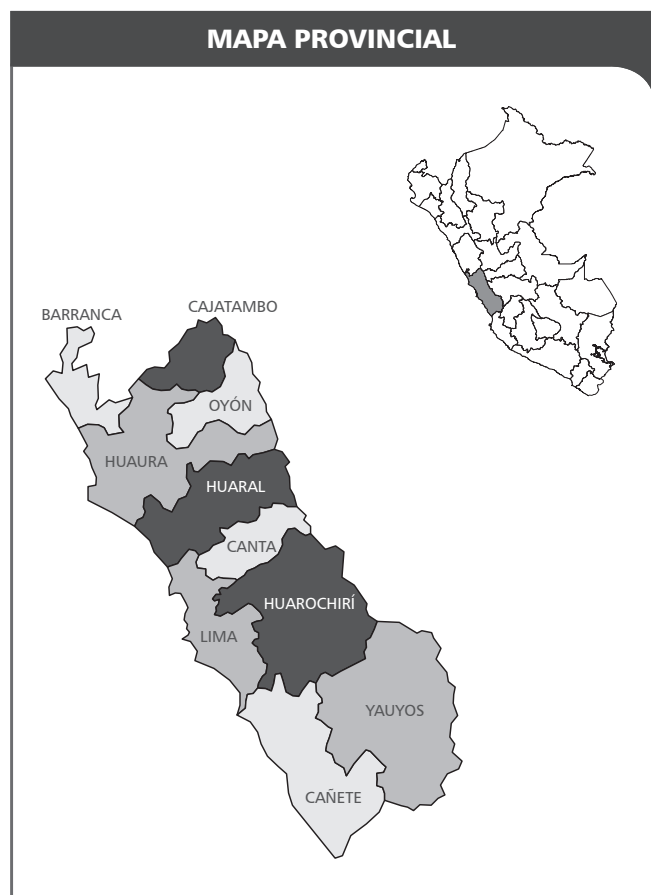 MAPA PROVINCIAL
CAJATAMBO
BARRANCA
OYÓN
HUAURA
HUARAL
CANTA
HUAROCHIRÍ
LIMA
YAUYOS
CAÑETE